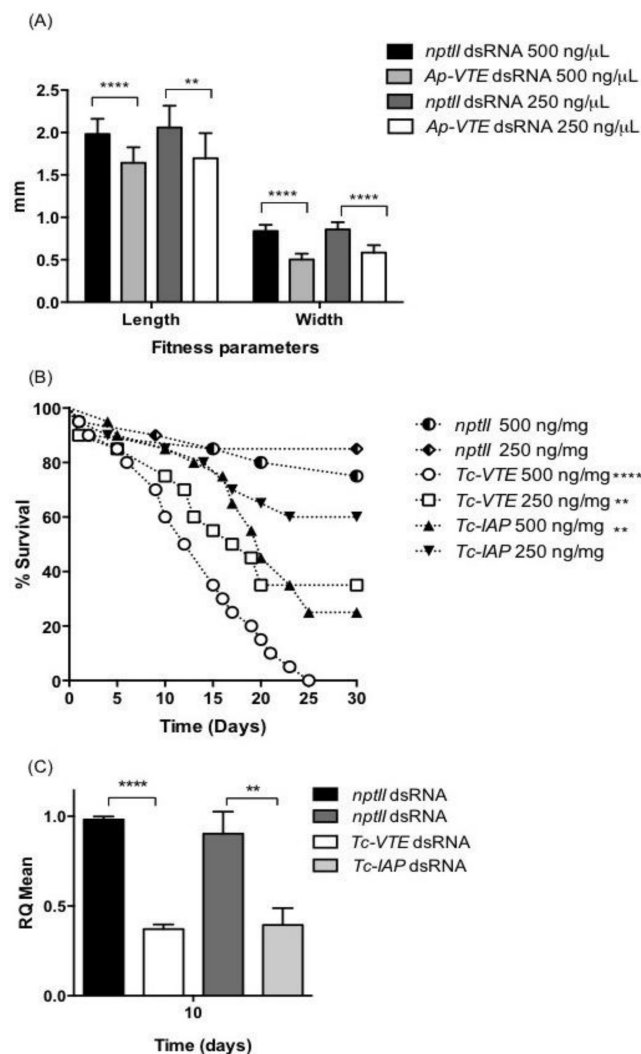 (A)
nptII dsRNA 500 ng/μL
Ap-VTE dsRNA 500 ng/μL
nptII dsRNA 250 ng/μL
Ap-VTE dsRNA 250 ng/μL
**** **
**** ****
2.5
2.0
1.5
1.0
0.5
0.0
mm
Length Width
Fitness parameters
(B)
100
80
60
40
20
0
% Survival
0 5 10 15 20 25 30
Time (Days)
nptII 500 ng/mg
nptII 250 ng/mg
Tc-VTE 500 ng/mg ****
Tc-VTE 250 ng/mg **
Tc-IAP 500 ng/mg **
Tc-IAP 250 ng/mg
(C)
**** **
nptII dsRNA
nptII dsRNA
Tc-VTE dsRNA
Tc-IAP dsRNA
1.0
0.5
0.0
RQ Mean
10
Time (days)